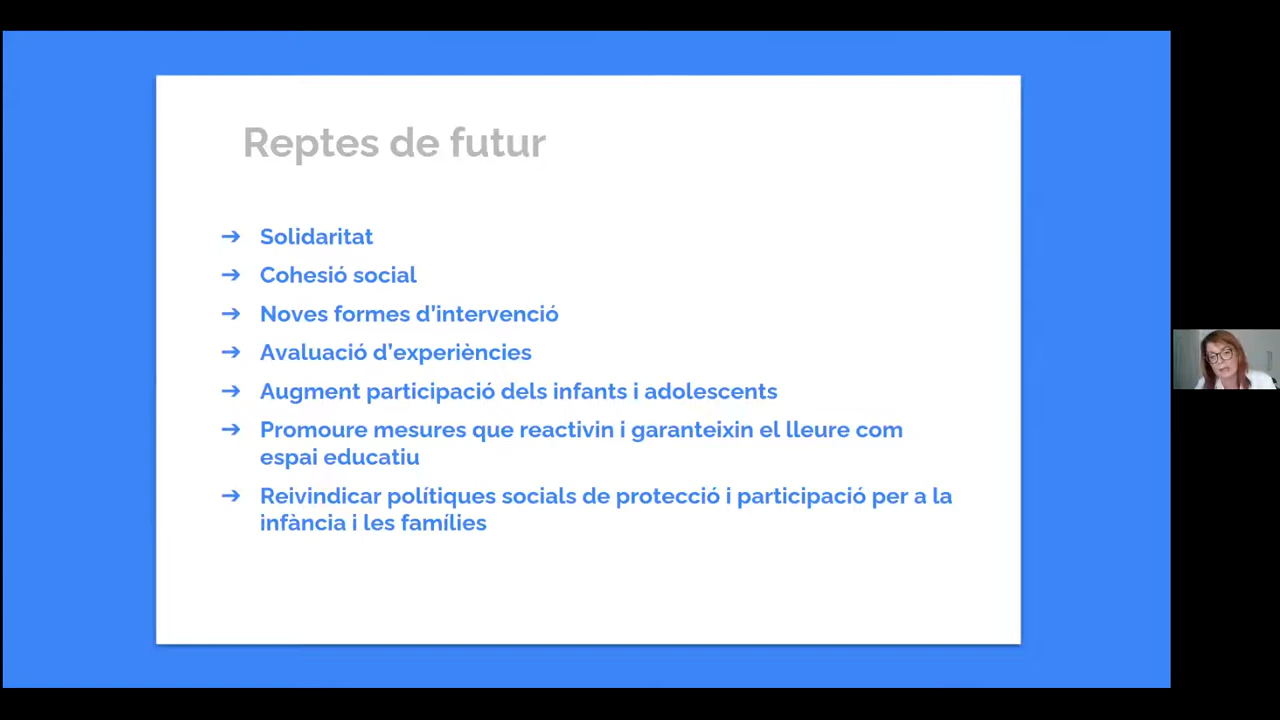 Reptes de futur
➔ Solidaritat
➔ Cohesió social
➔ Noves formes d'intervenció
➔ Avaluació d'experiències
➔ Augment participació dels infants i adolescents
➔ Promoure mesures que reactivin i garanteixin el lleure com
espai educatiu
➔ Reivindicar polítiques socials de protecció i participació per a la
infància i les famílies